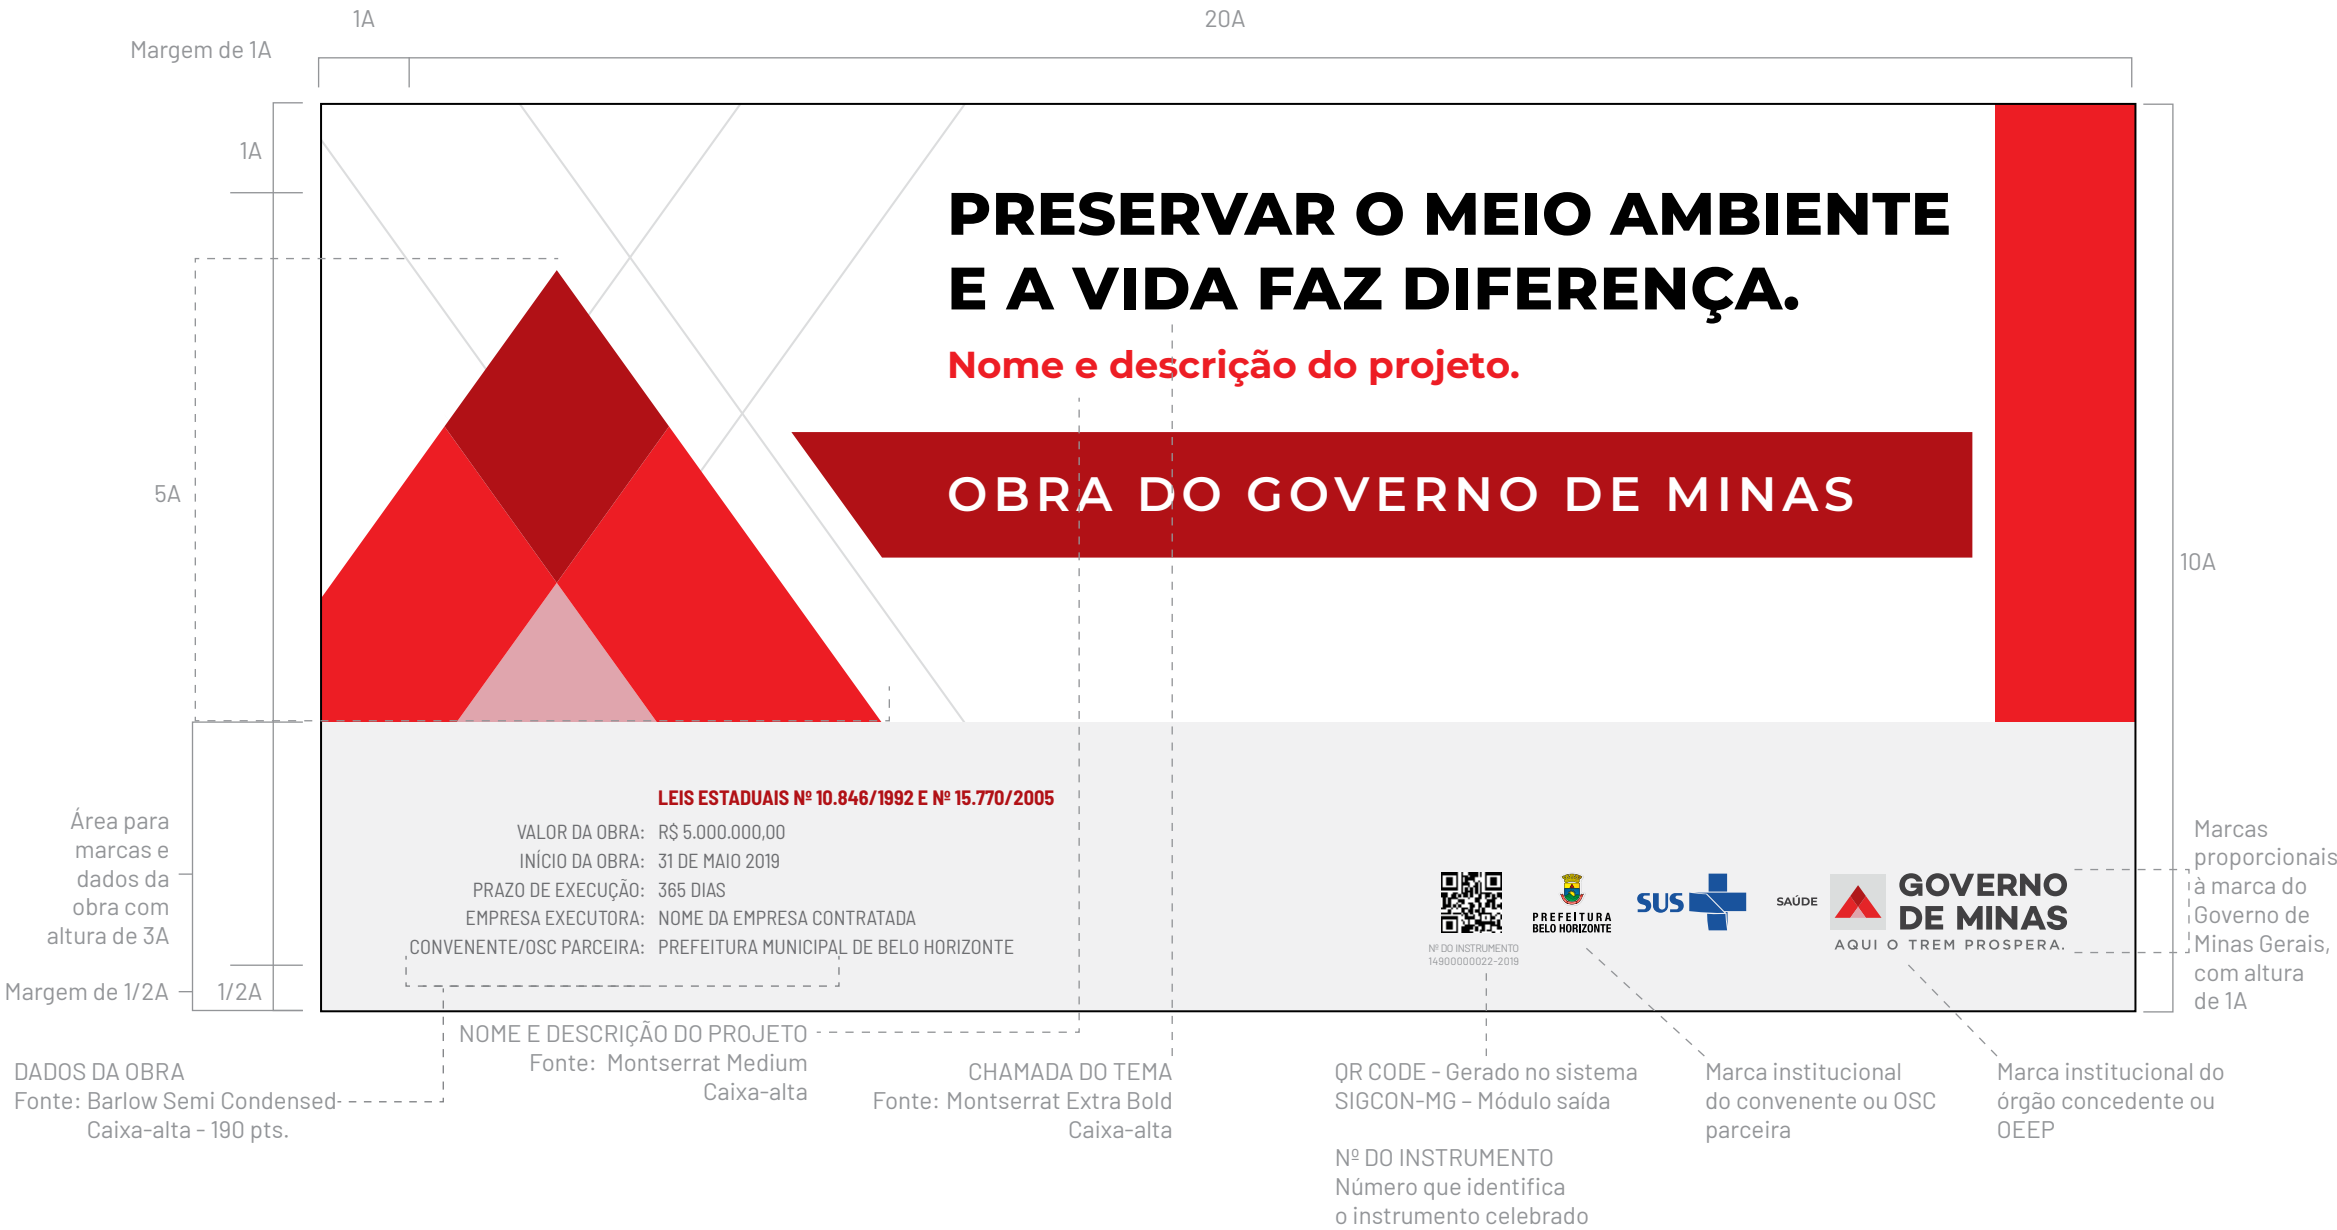 1A
20A
Margem de 1A
1A
PRESERVAR O MEIO AMBIENTE
E A VIDA FAZ DIFERENÇA.
Nome e descrição do projeto.
5A
OBRA DO GOVERNO DE MINAS
10A
LEIS ESTADUAIS Nº 10.846/1992 E Nº 15.770/2005
VALOR DA OBRA: R$ 5.000.000,00
INÍCIO DA OBRA: 31 DE MAIO 2019
PRAZO DE EXECUÇÃO: 365 DIAS
EMPRESA EXECUTORA: NOME DA EMPRESA CONTRATADA
CONVENENTE/OSC PARCEIRA: PREFEITURA MUNICIPAL DE BELO HORIZONTE
Área para
marcas e
dados da
obra com
altura de 3A
Margem de 1/2A
1/2A
Nº DO INSTRUMENTO
14900000022-2019
PREFEITURA
BELO HORIZONTE
SUS
SAÚDE
GOVERNO
DE MINAS
AQUI O TREM PROSPERA.
Marcas
proporcionais
à marca do
Governo de
Minas Gerais,
com altura
de 1A
DADOS DA OBRA
Fonte: Barlow Semi Condensed
Caixa-alta - 190 pts.
NOME E DESCRIÇÃO DO PROJETO
Fonte: Montserrat Medium
Caixa-alta
CHAMADA DO TEMA
Fonte: Montserrat Extra Bold
Caixa-alta
QR CODE - Gerado no sistema
SIGCON-MG – Módulo saída
Nº DO INSTRUMENTO
Número que identifica
o instrumento celebrado
Marca institucional
do convenente ou OSC
parceira
Marca institucional do
órgão concedente ou
OEEP